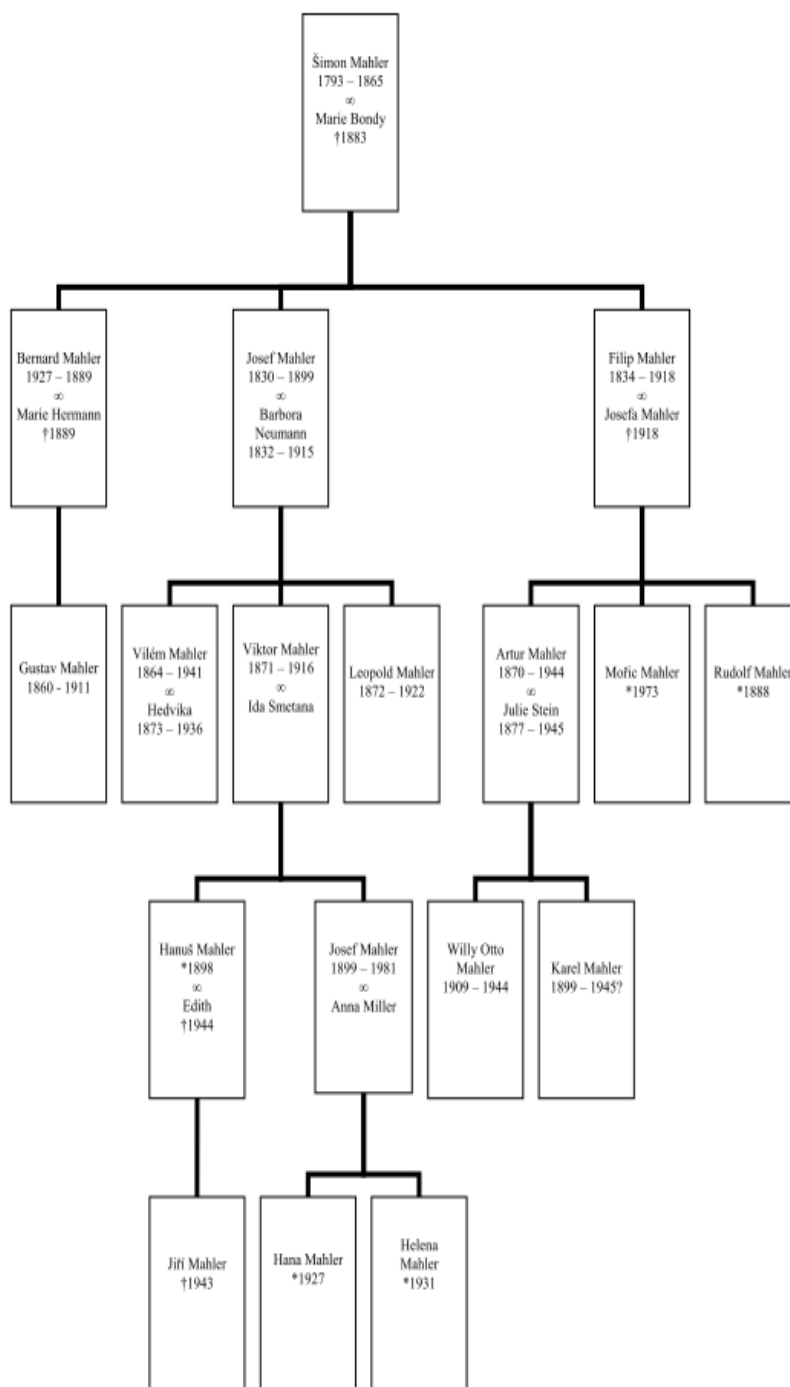 Šimon Mahler
1793 – 1865
∞
Marie Bondy
†1883
Bernard Mahler
1927 – 1889
∞
Marie Hermann
†1889
Josef Mahler
1830 – 1899
∞
Barbora
Neumann
1832 – 1915
Filip Mahler
1834 – 1918
∞
Josefa Mahler
†1918
Gustav Mahler
1860 - 1911
Vilém Mahler
1864 – 1941
∞
Hedvika
1873 – 1936
Viktor Mahler
1871 – 1916
∞
Ida Smetana
Leopold Mahler
1872 – 1922
Artur Mahler
1870 – 1944
∞
Julie Stein
1877 – 1945
Mořic Mahler
*1973
Rudolf Mahler
*1888
Hanuš Mahler
*1898
∞
Edith
†1944
Josef Mahler
1899 – 1981
∞
Anna Miller
Willy Otto
Mahler
1909 – 1944
Karel Mahler
1899 – 1945?
Jiří Mahler
†1943
Hana Mahler
*1927
Helena
Mahler
*1931